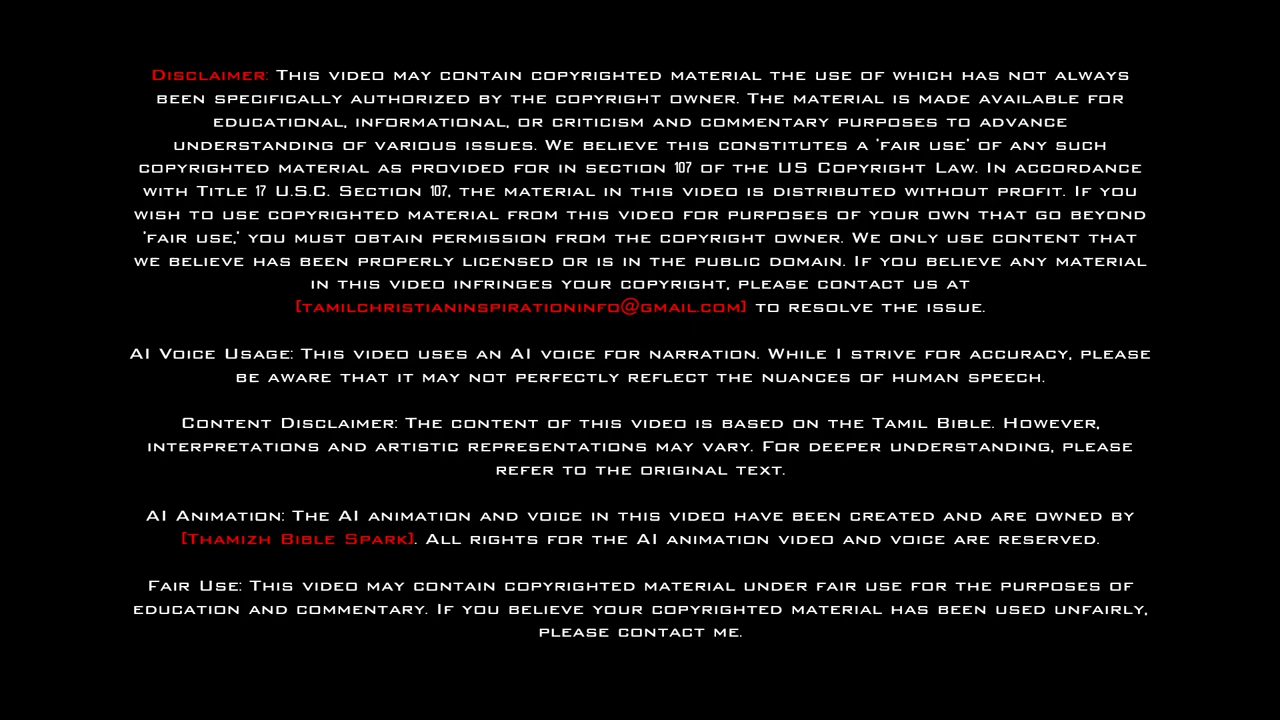 Disclaimer: This video may contain copyrighted material the use of which has not always
been specifically authorized by the copyright owner. The material is made available for
educational, informational, or criticism and commentary purposes to advance
understanding of various issues. We believe this constitutes a 'fair use' of any such
copyrighted material as provided for in section 107 of the US Copyright Law. In accordance
with Title 17 U.S.C. Section 107, the material in this video is distributed without profit. If you
wish to use copyrighted material from this video for purposes of your own that go beyond
'fair use,' you must obtain permission from the copyright owner. We only use content that
we believe has been properly licensed or is in the public domain. If you believe any material
in this video infringes your copyright, please contact us at
[tamilchristianinspirationinfo@gmail.com] to resolve the issue.
AI Voice Usage: This video uses an AI voice for narration. While I strive for accuracy, please
be aware that it may not perfectly reflect the nuances of human speech.
Content Disclaimer: The content of this video is based on the Tamil Bible. However,
interpretations and artistic representations may vary. For deeper understanding, please
refer to the original text.
AI Animation: The AI animation and voice in this video have been created and are owned by
[Thamizh Bible Spark]. All rights for the AI animation video and voice are reserved.
Fair Use: This video may contain copyrighted material under fair use for the purposes of
education and commentary. If you believe your copyrighted material has been used unfairly,
please contact me.